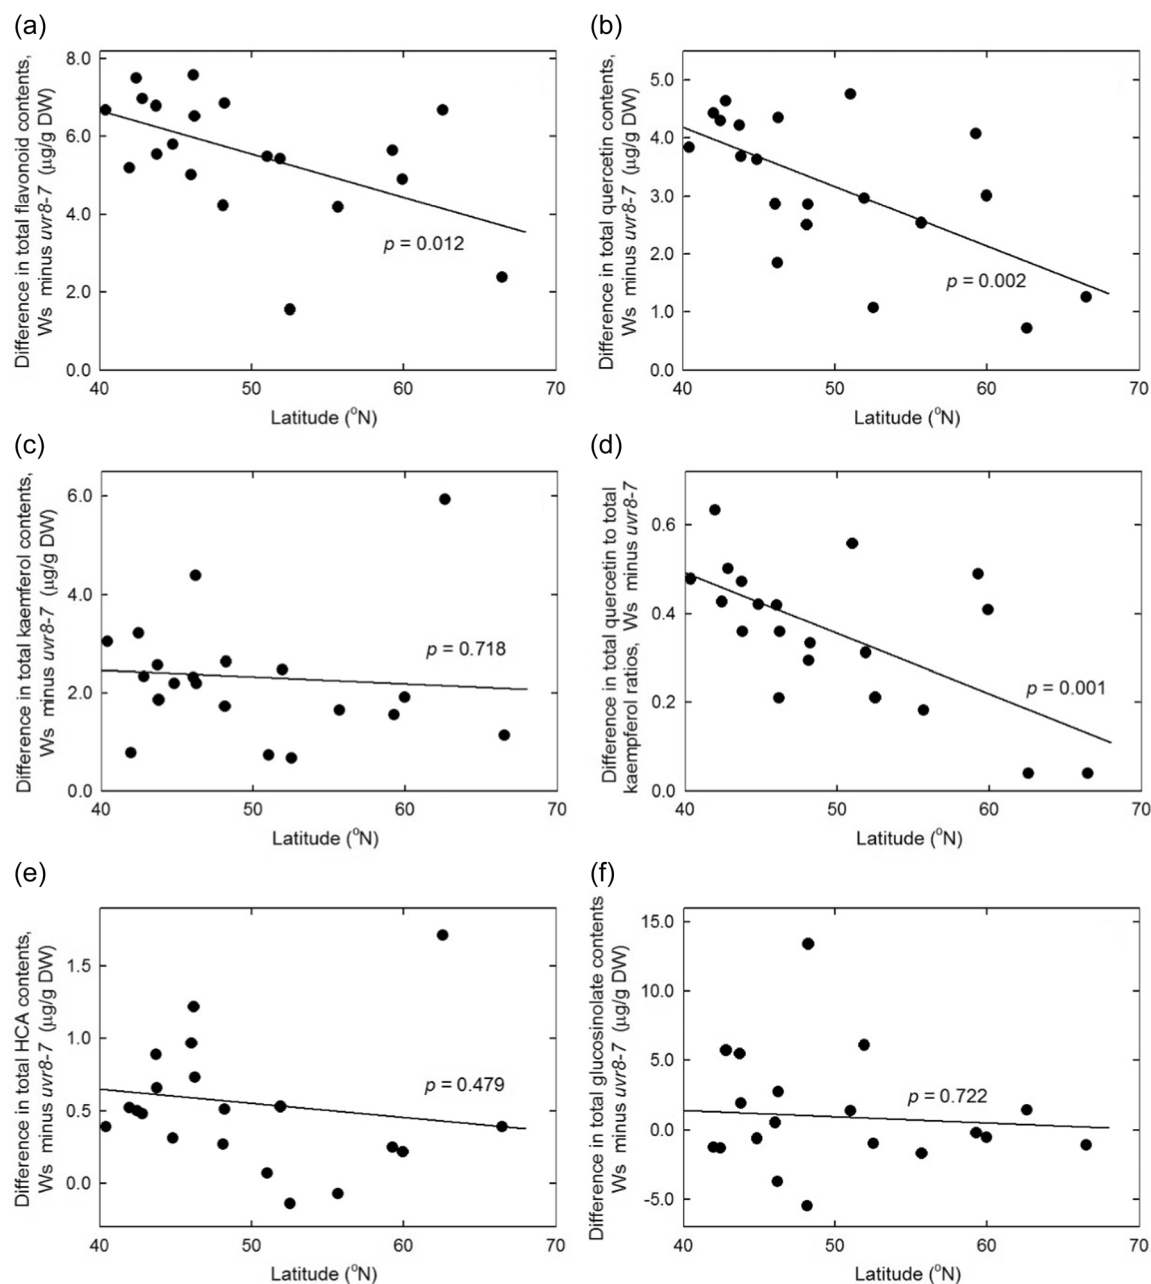 (a)
Difference in total flavonoid contents,
Ws minus uvr8-7 (µg/g DW)
8.0
6.0
4.0
2.0
0.0
p = 0.012
40 50 60 70
Latitude (°N)
(b)
Difference in total quercetin contents,
Ws minus uvr8-7 (µg/g DW)
5.0
4.0
3.0
2.0
1.0
0.0
p = 0.002
40 50 60 70
Latitude (°N)
(c)
Difference in total kaemferol contents,
Ws minus uvr8-7 (µg/g DW)
6.0
4.0
2.0
0.0
p = 0.718
40 50 60 70
Latitude (°N)
(d)
Difference in total quercetin to total
kaempferol ratios, Ws minus uvr8-7
0.6
0.4
0.2
0.0
p = 0.001
40 50 60 70
Latitude (°N)
(e)
Difference in total HCA contents,
Ws minus uvr8-7 (µg/g DW)
1.5
1.0
0.5
0.0
p = 0.479
40 50 60 70
Latitude (°N)
(f)
Difference in total glucosinolate contents
Ws minus uvr8-7 (µg/g DW)
15.0
10.0
5.0
0.0
-5.0
p = 0.722
40 50 60 70
Latitude (°N)